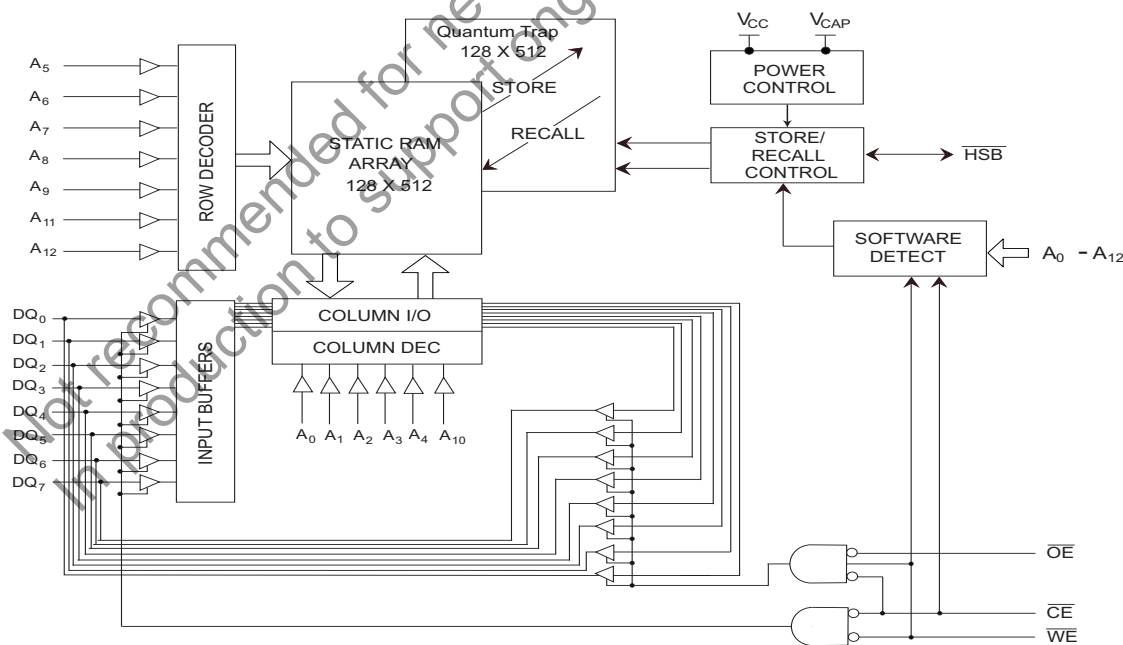 V_CC V_CAP
Quantum Trap
128 X 512
POWER
CONTROL
STORE
RECALL
STORE/
RECALL
CONTROL
HSB
A_5
A_6
A_7
A_8
A_9
A_11
A_12
ROW DECODER
STATIC RAM
ARRAY
128 X 512
SOFTWARE
DETECT
A_0 - A_12
DQ_0
DQ_1
DQ_2
DQ_3
DQ_4
DQ_5
DQ_6
DQ_7
INPUT BUFFERS
COLUMN I/O
COLUMN DEC
A_0 A_1 A_2 A_3 A_4 A_10
OE
CE
WE
Not recommended for ne
In production to support ong